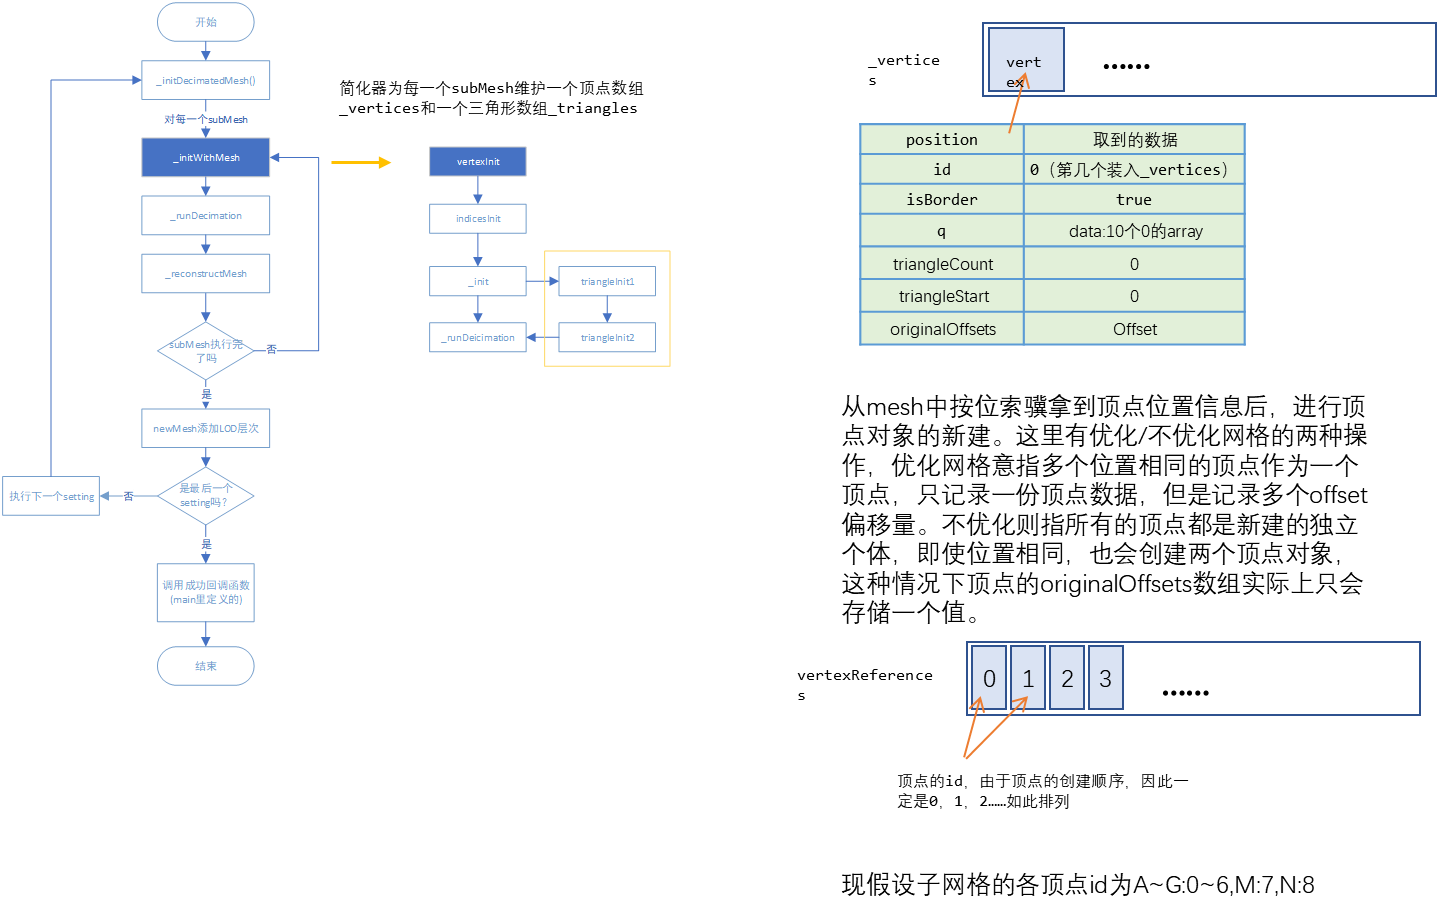 开始
_initDecimatedMesh()
对每一个subMesh
_initWithMesh
_runDecimation
_reconstructMesh
subMesh执行完
了吗
否
是
newMesh添加LOD层次
是最后一个
setting吗?
否
执行下一个setting
是
调用成功回调函数
(main里定义的)
结束
简化器为每一个subMesh维护一个顶点数组
_vertices和一个三角形数组_triangles
vertexInit
indicesInit
_init
triangleInit1
_runDeicimation
triangleInit2
_vertice
s
vert
ex
......
position 取到的数据
id 0（第几个装入_vertices）
isBorder true
q data:10个0的array
triangleCount 0
triangleStart 0
originalOffsets Offset
从mesh中按位索骥拿到顶点位置信息后，进行顶
点对象的新建。这里有优化/不优化网格的两种操
作，优化网格意指多个位置相同的顶点作为一个
顶点，只记录一份顶点数据，但是记录多个offset
偏移量。不优化则指所有的顶点都是新建的独立
个体，即使位置相同，也会创建两个顶点对象，
这种情况下顶点的originalOffsets数组实际上只会
存储一个值。
vertexReference
s
0 1 2 3 ......
顶点的id，由于顶点的创建顺序，因此一
定是0，1，2……如此排列
现假设子网格的各顶点id为A~G:0~6,M:7,N:8